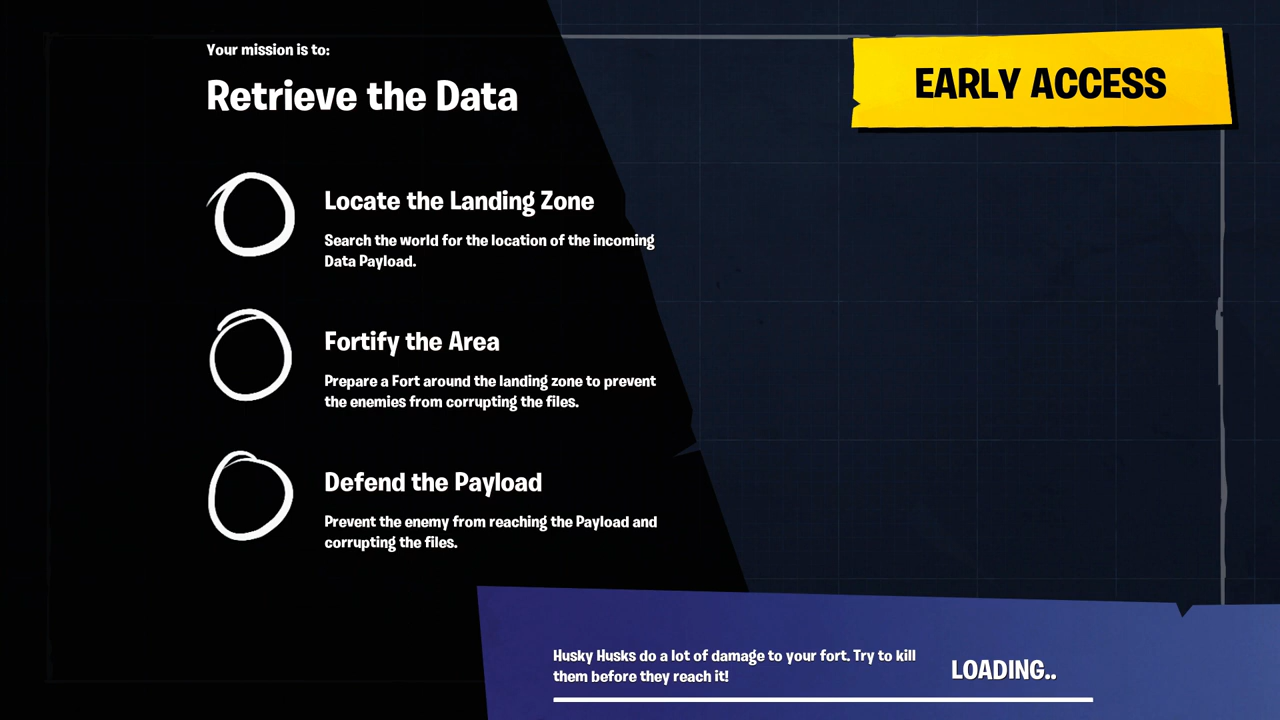 Your mission is to:
Retrieve the Data
EARLY ACCESS
Locate the Landing Zone
Search the world for the location of the incoming
Data Payload.
Fortify the Area
Prepare a Fort around the landing zone to prevent
the enemies from corrupting the files.
Defend the Payload
Prevent the enemy from reaching the Payload and
corrupting the files.
Husky Husks do a lot of damage to your fort. Try to kill
them before they reach it!
LOADING..